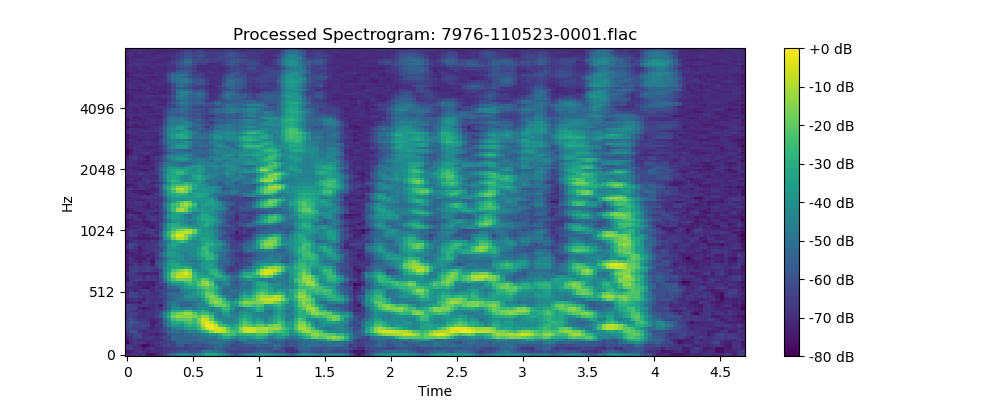 Processed Spectrogram: 7976-110523-0001.flac
Hz
4096
2048
1024
512
0
0
0.5
1
1.5
2
2.5
3
3.5
4
4.5
Time
+0 dB
-10 dB
-20 dB
-30 dB
-40 dB
-50 dB
-60 dB
-70 dB
-80 dB